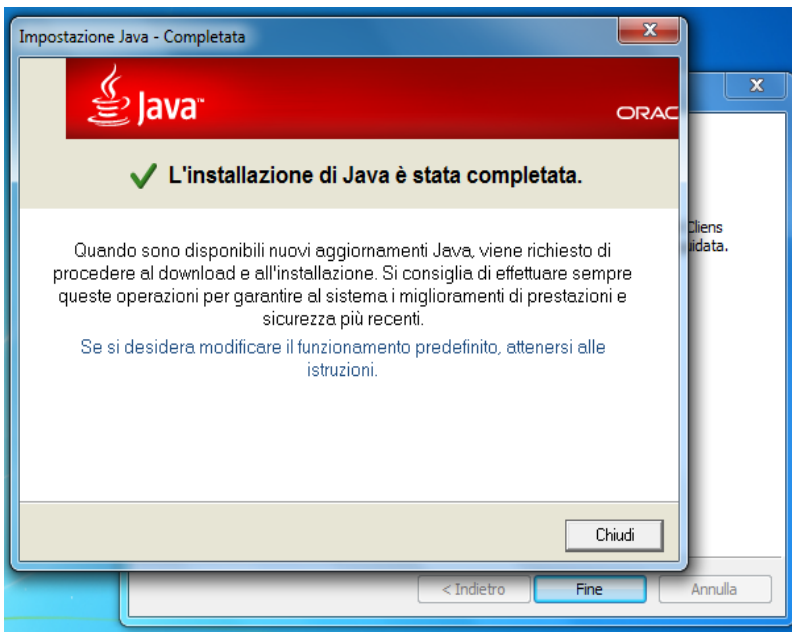 Impostazione Java - Completata
Java™
ORAC
L'installazione di Java è stata completata.
Quando sono disponibili nuovi aggiornamenti Java, viene richiesto di
procedere al download e all'installazione. Si consiglia di effettuare sempre
queste operazioni per garantire al sistema i miglioramenti di prestazioni e
sicurezza più recenti.
Se si desidera modificare il funzionamento predefinito, attenersi alle
istruzioni.
Chiudi
Cliens
uidata.
< Indietro
Fine
Annulla